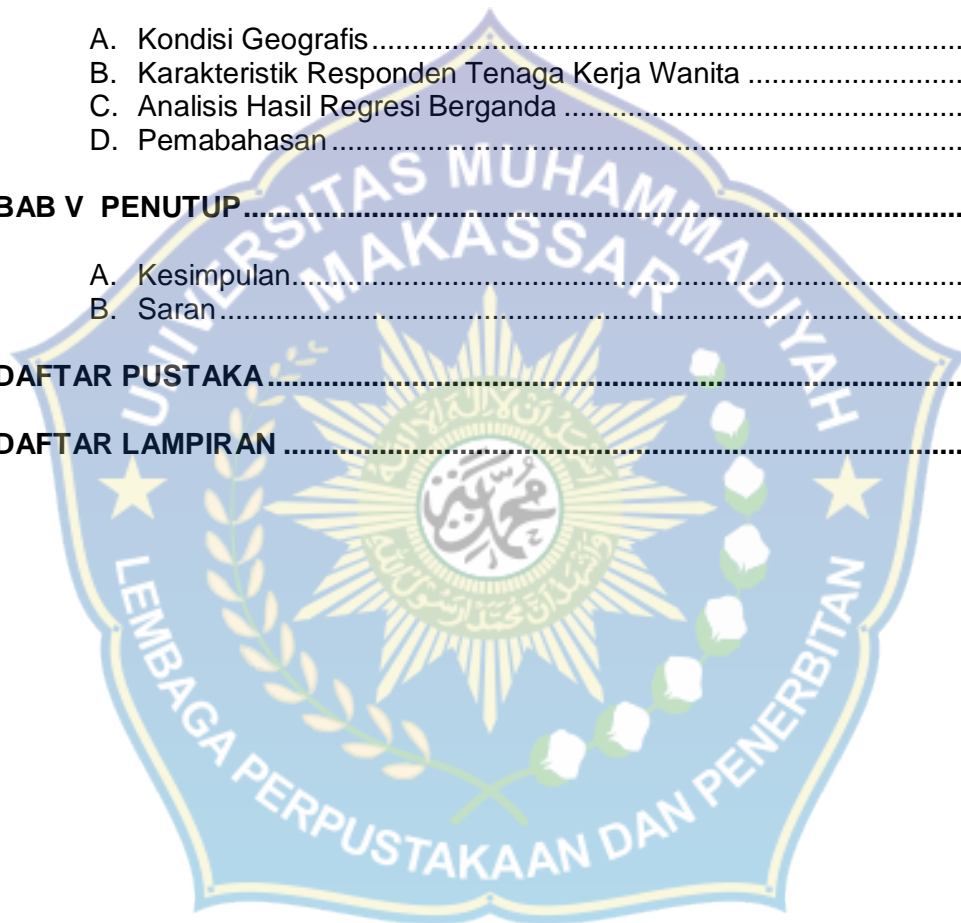 A. Kondisi Geografis................................................................................
B. Karakteristik Responden Tenaga Kerja Wanita ..........................
C. Analisis Hasil Regresi Berganda .................................................
D. Pemabahasan .............................................................................
BAB V PENUTUP.........................................................................................
A. Kesimpulan..................................................................................
B. Saran ...........................................................................................
DAFTAR PUSTAKA.....................................................................................
DAFTAR LAMPIRAN ...................................................................................
UNIVERSITAS MUHAMMADIYAH
MAKASSAR
LEMBAGA PERPUSTAKAAN DAN PENERBITAN